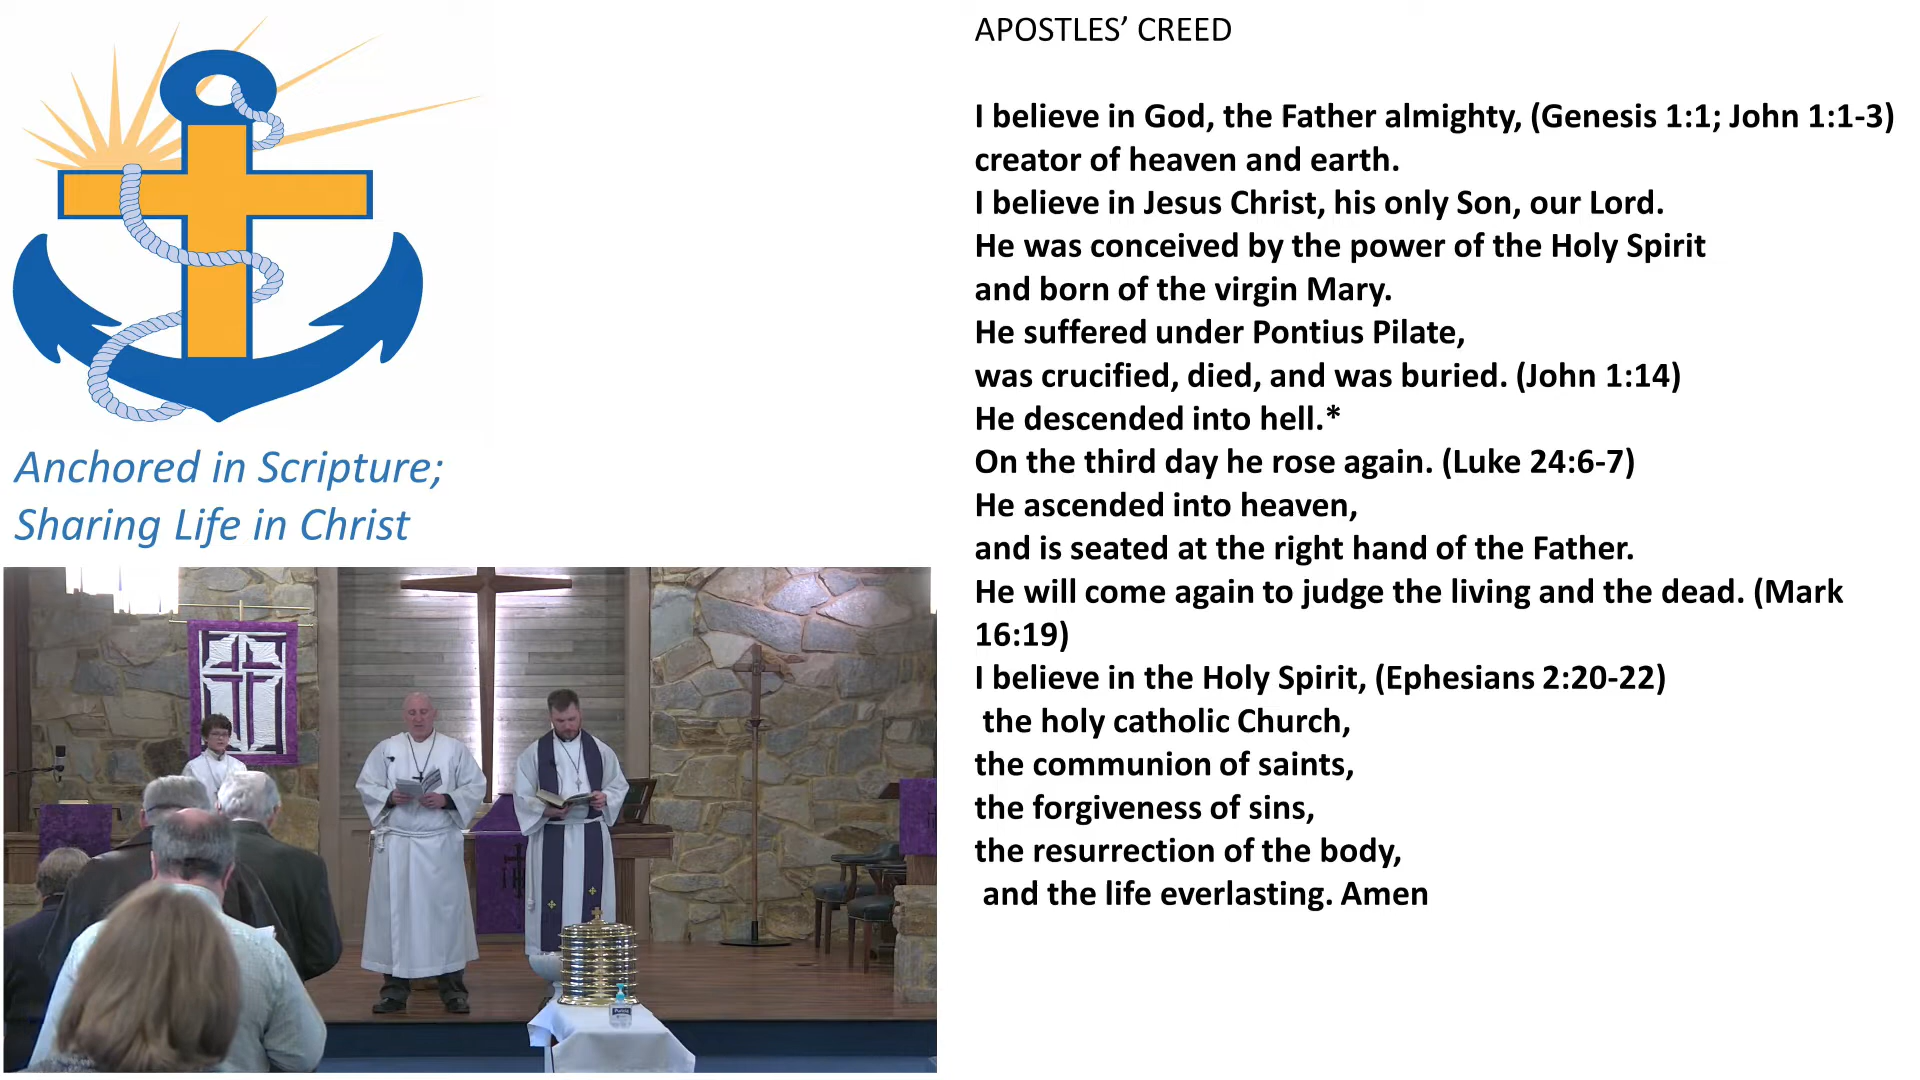 Anchored in Scripture;
Sharing Life in Christ
APOSTLES’ CREED
I believe in God, the Father almighty, (Genesis 1:1; John 1:1-3)
creator of heaven and earth.
I believe in Jesus Christ, his only Son, our Lord.
He was conceived by the power of the Holy Spirit
and born of the virgin Mary.
He suffered under Pontius Pilate,
was crucified, died, and was buried. (John 1:14)
He descended into hell.*
On the third day he rose again. (Luke 24:6-7)
He ascended into heaven,
and is seated at the right hand of the Father.
He will come again to judge the living and the dead. (Mark
16:19)
I believe in the Holy Spirit, (Ephesians 2:20-22)
the holy catholic Church,
the communion of saints,
the forgiveness of sins,
the resurrection of the body,
and the life everlasting. Amen